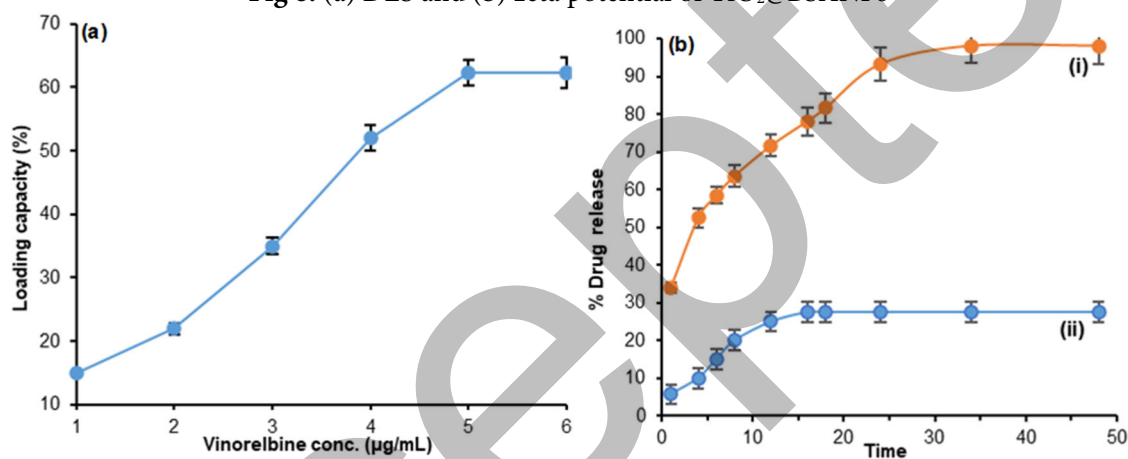 (a)
70
60
50
40
30
20
10
1 2 3 4 5 6
Loading capacity (%)
Vinorelbine conc. (µg/mL)
(b)
100
90
80
70
60
50
40
30
20
10
0
0 10 20 30 40 50
% Drug release
Time
(i)
(ii)